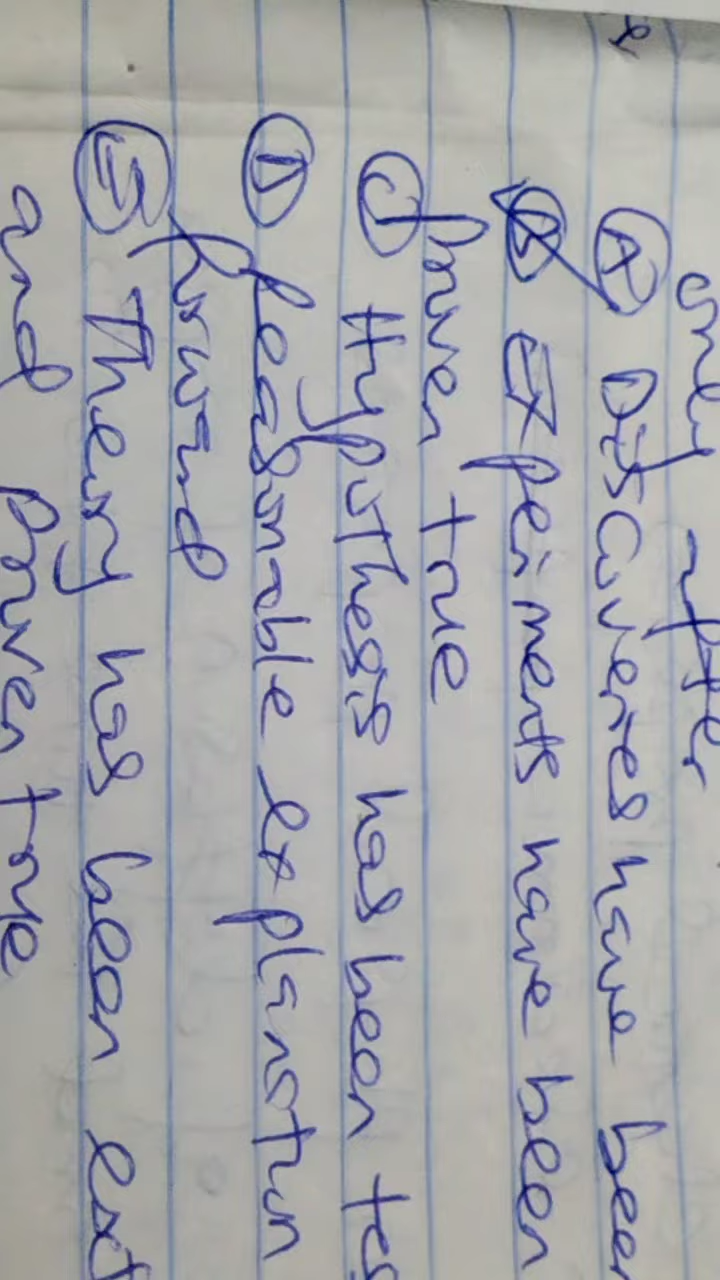 only after
(A) Discoveries have been
(B) Experiments have been
proven true
(C) Hypothesis has been tes
(D) Reasonable explanation
forward
(E) Theory has been ext
and proven true